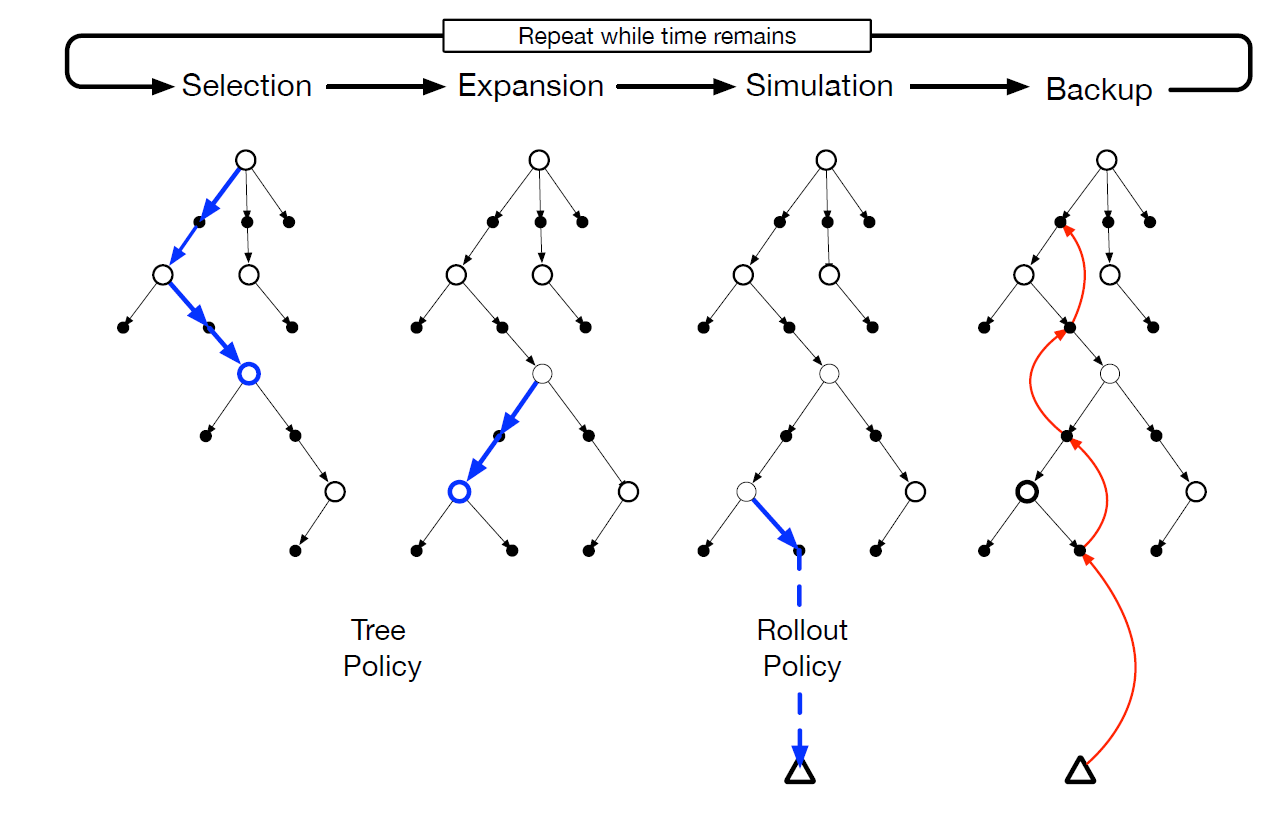 Repeat while time remains
Selection
Expansion
Simulation
Backup
Tree
Policy
Rollout
Policy